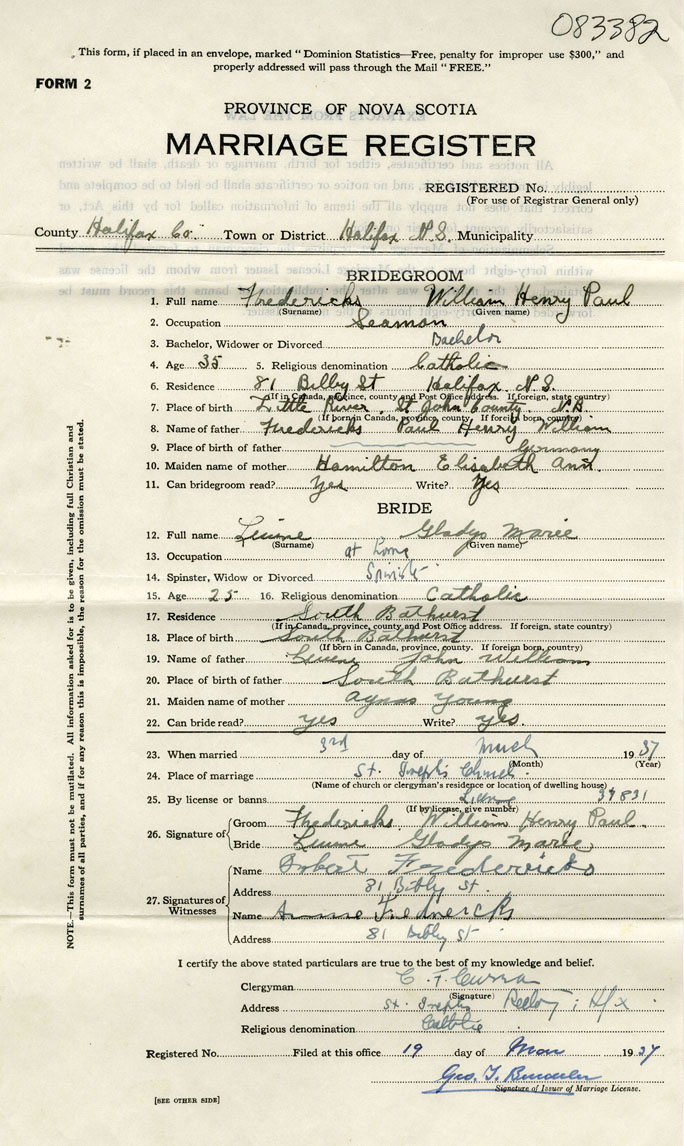 083382
This form, if placed in an envelope, marked "Dominion Statistics—Free, penalty for improper use $300," and
properly addressed will pass through the Mail "FREE."
FORM 2
PROVINCE OF NOVA SCOTIA
MARRIAGE REGISTER
REGISTERED No.
(For use of Registrar General only)
County Halifax Co. Town or District Halifax N.S. Municipality
BRIDEGROOM
1. Full name Fredericks William Henry Paul
(Surname) (Given name)
2. Occupation Seaman
3. Bachelor, Widower or Divorced Bachelor
4. Age 35 5. Religious denomination Catholic
6. Residence 81 Bilby St Halifax N.S.
(If in Canada, province, county and Post Office address. If foreign, state country)
7. Place of birth Little River, St John County, N.B.
(If born in Canada, province, county. If foreign born, country)
8. Name of father Fredericks Paul Henry William
9. Place of birth of father Germany
10. Maiden name of mother Hamilton Elisabeth Ann
11. Can bridegroom read? Yes Write? Yes
BRIDE
12. Full name Gladys Marie
(Surname) (Given name)
13. Occupation at home
14. Spinster, Widow or Divorced Spinster
15. Age 25 16. Religious denomination Catholic
17. Residence South Bathurst
(If in Canada, province, county and Post Office address. If foreign, state country)
18. Place of birth South Bathurst
(If born in Canada, province, county. If foreign born, country)
19. Name of father John William
20. Place of birth of father South Bathurst
21. Maiden name of mother Agnes Young
22. Can bride read? yes Write? yes.
23. When married 3rd day of March 1937
(Month) (Year)
24. Place of marriage St. Joseph's Church.
(Name of church or clergyman's residence or location of dwelling house)
25. By license or banns License 34831
(If by license, give number)
26. Signature of
Groom Fredericks William Henry Paul.
Bride Gladys Marie
27. Signatures of Witnesses
Name Fredericks
Address 81 Bilby St.
Name Annie Fredericks
Address 81 Bilby St
I certify the above stated particulars are true to the best of my knowledge and belief.
Clergyman C. F. Curran
(Signature)
Address St. Joseph's Rectory; Hfx
Religious denomination Catholic
Registered No. Filed at this office 19 day of Mar 1937
Geo. T.
Signature of Issuer of Marriage License.
[SEE OTHER SIDE]
NOTE.—This form must not be mutilated. All information asked for is to be given, including full Christian and
surnames of all parties, and if for any reason this is impossible, the reason for the omission must be stated.